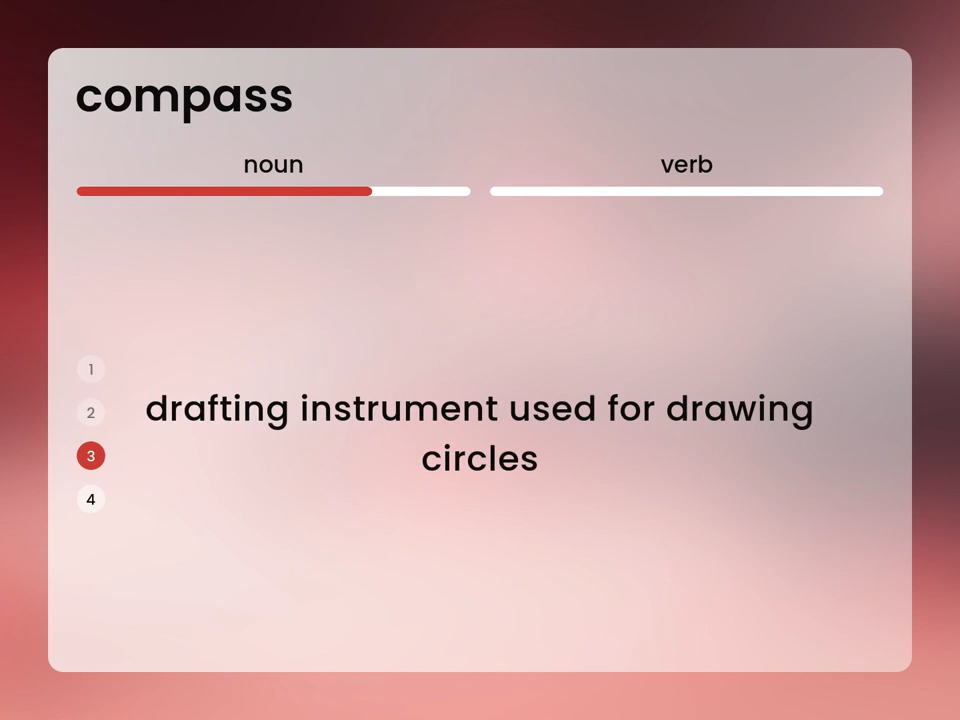 compass
noun
verb
1
2
3
4
drafting instrument used for drawing
circles